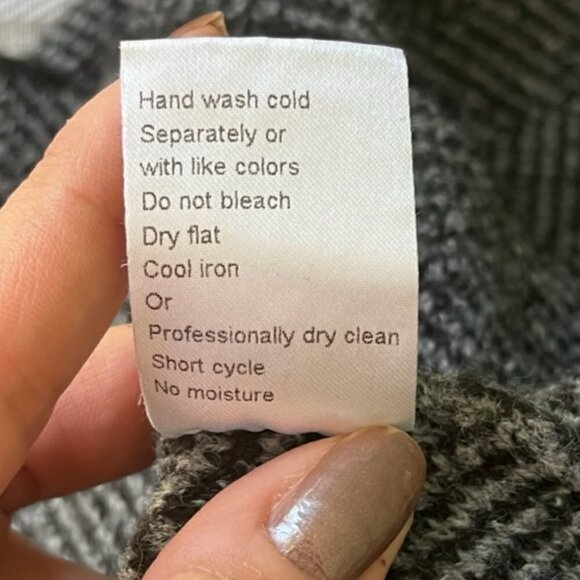 Hand wash cold
Separately or
with like colors
Do not bleach
Dry flat
Cool iron
Or
Professionally dry clean
Short cycle
No moisture